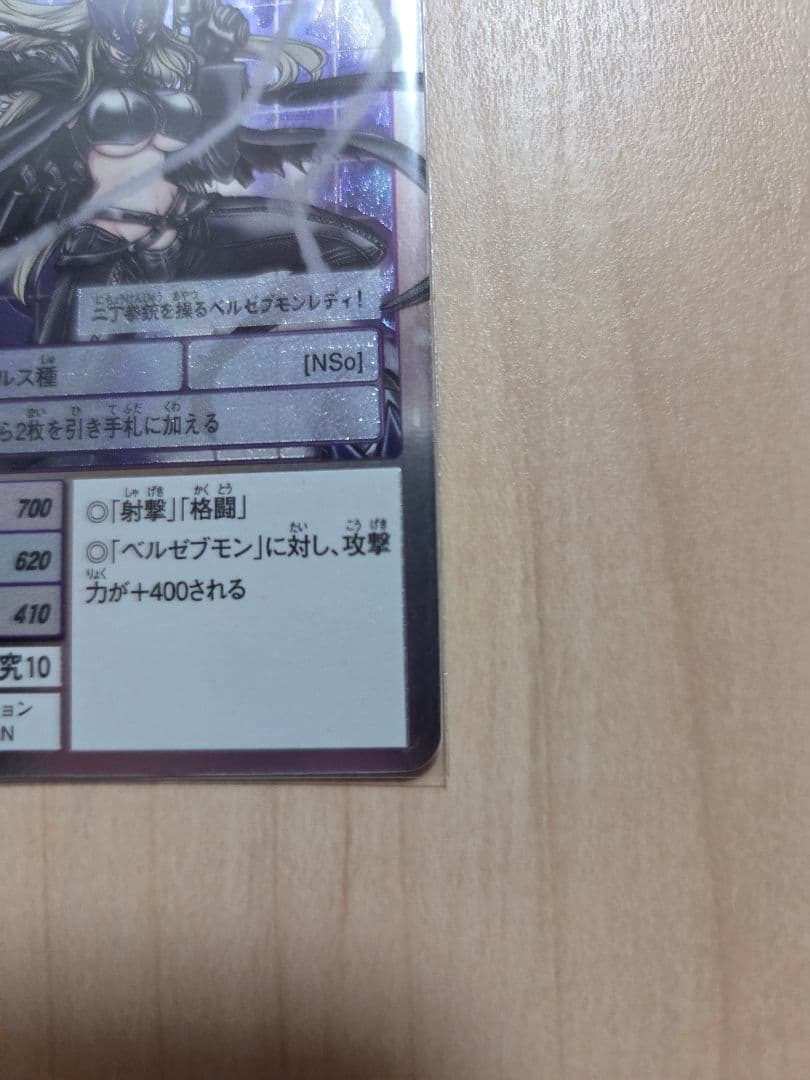 二丁拳銃を操るベルゼブモンレディ!
ルス種
[NSo]
ら2枚を引き手札に加える
700
◎「射撃」「格闘」
620
◎「ベルゼブモン」に対し、攻撃
力が+400される
410
究10
ョン
N